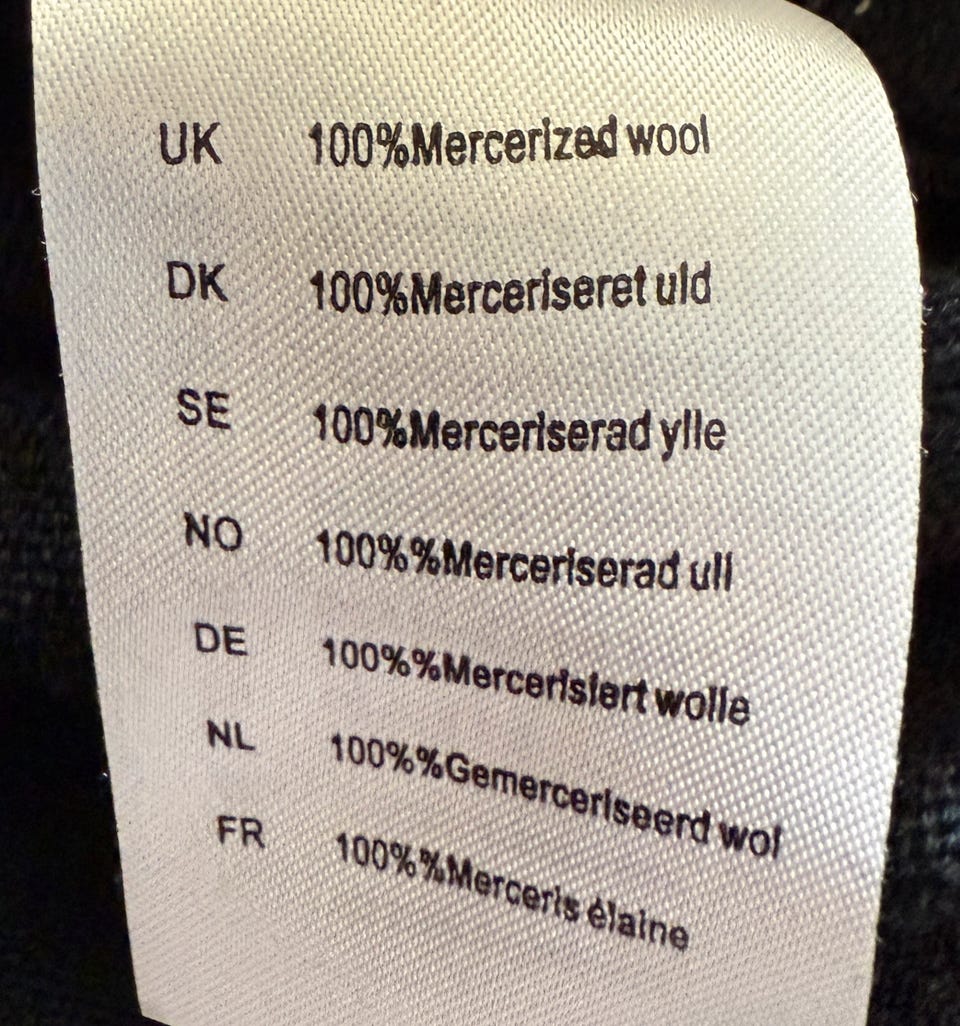 UK 100%Mercerized wool
DK 100%Merceriseret uld
SE 100%Merceriserad ylle
NO 100%%Merceriserad ull
DE 100%%Mercerisiert wolle
NL 100%%Gemerceriseerd wol
FR 100%%Merceris élaine